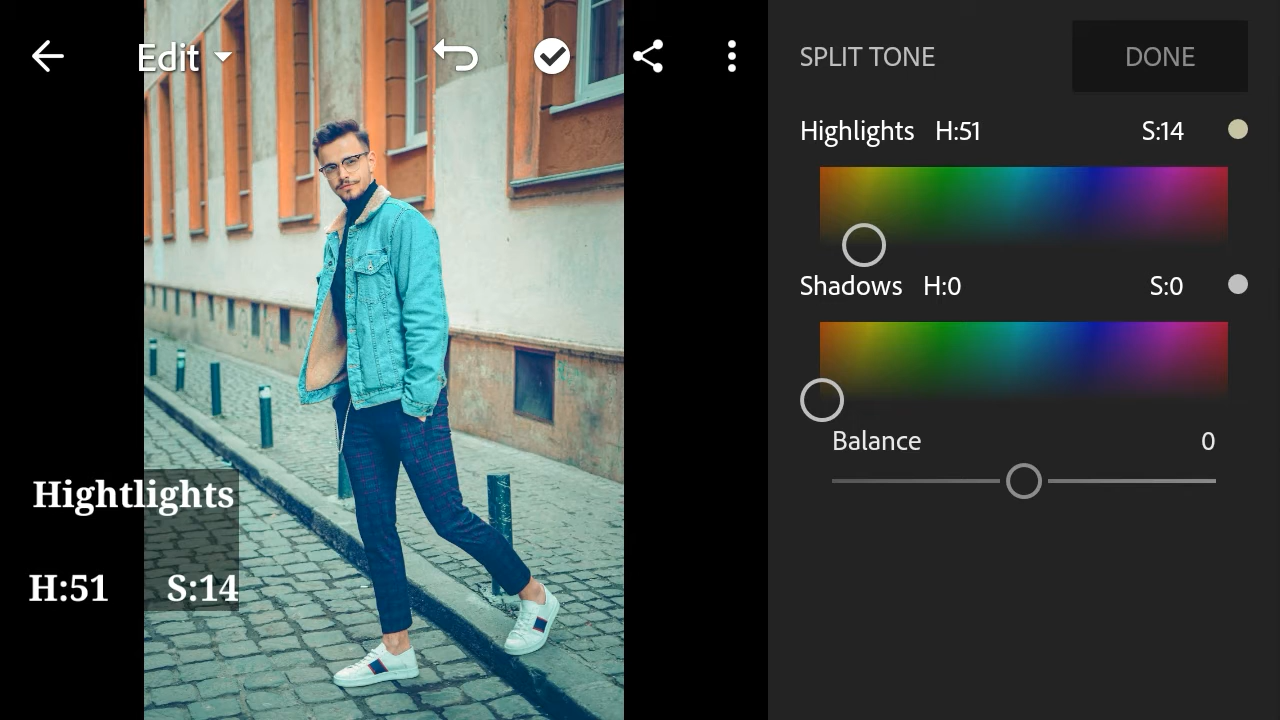 Edit
SPLIT TONE
DONE
Highlights H:51 S:14
Shadows H:0 S:0
Balance 0
Hightlights
H:51 S:14